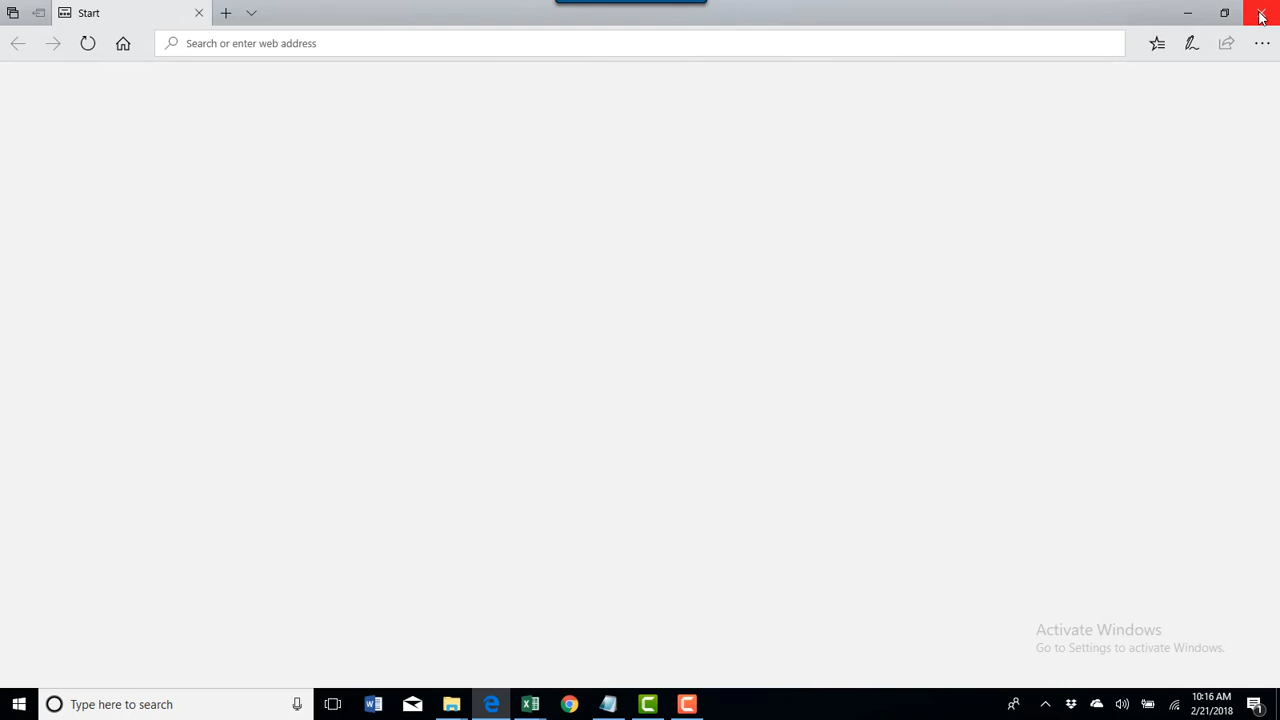 Start
Search or enter web address
Activate Windows
Go to Settings to activate Windows.
Type here to search
10:16 AM
2/21/2018
1